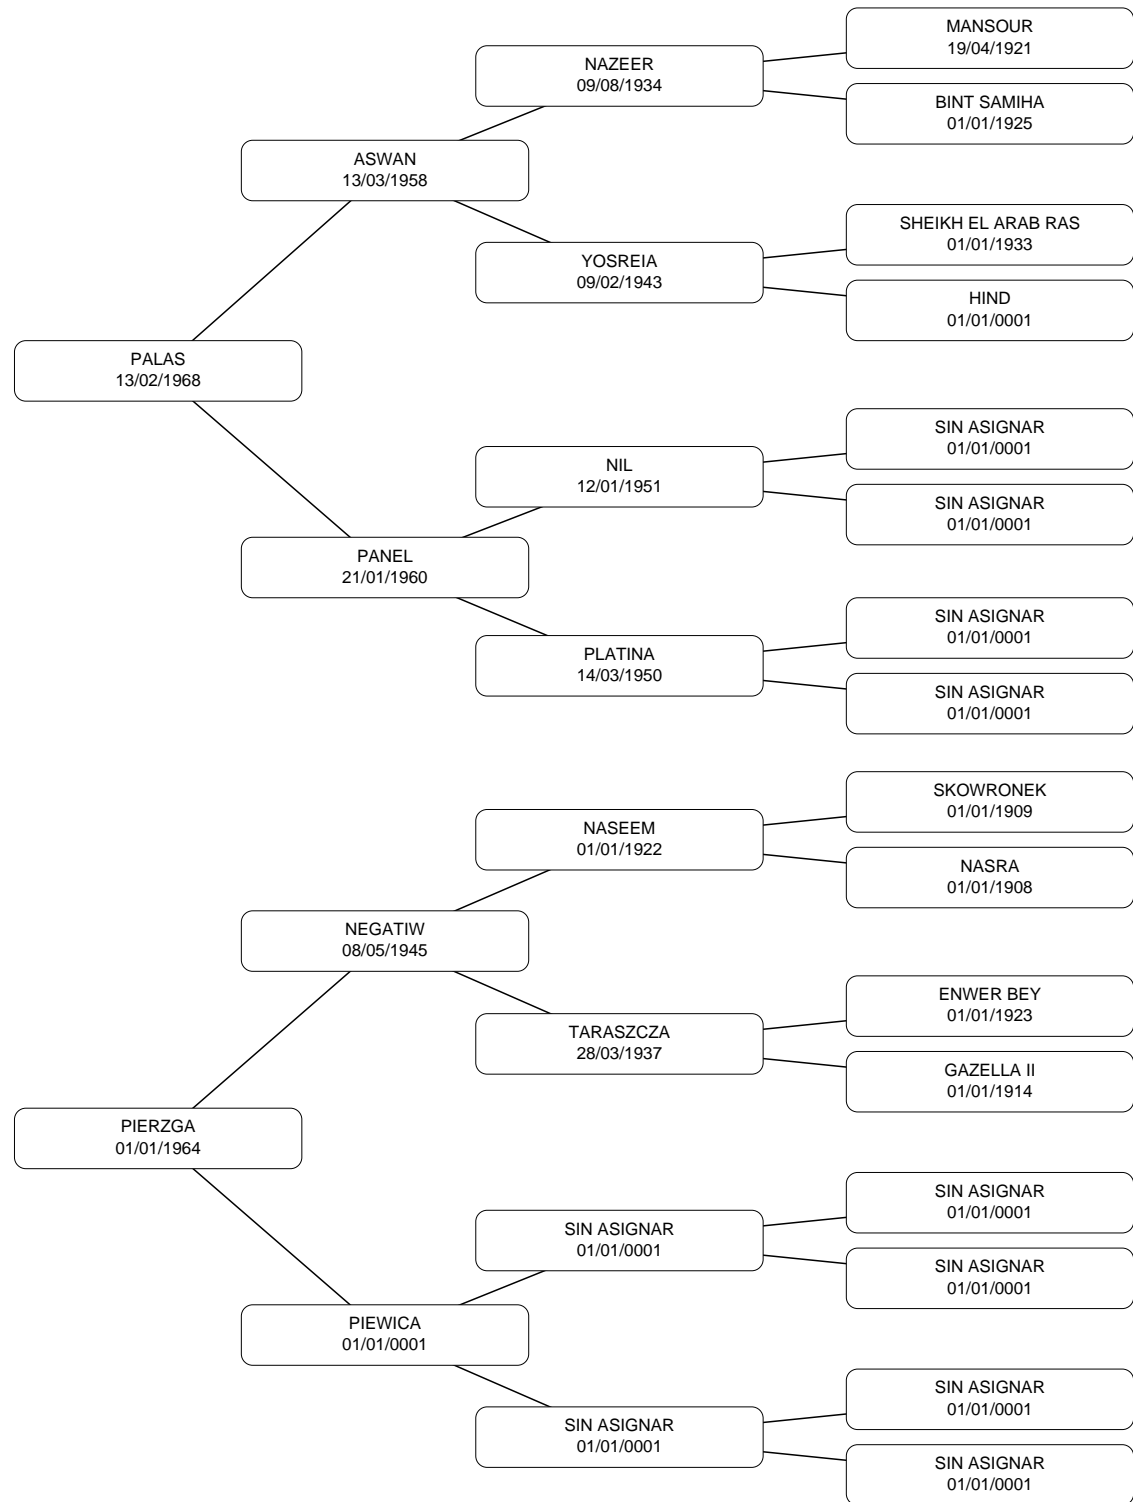 MANSOUR
19/04/1921
NAZEER
09/08/1934
BINT SAMIHA
01/01/1925
ASWAN
13/03/1958
SHEIKH EL ARAB RAS
01/01/1933
YOSREIA
09/02/1943
HIND
01/01/0001
PALAS
13/02/1968
SIN ASIGNAR
01/01/0001
NIL
12/01/1951
SIN ASIGNAR
01/01/0001
PANEL
21/01/1960
SIN ASIGNAR
01/01/0001
PLATINA
14/03/1950
SIN ASIGNAR
01/01/0001
SKOWRONEK
01/01/1909
NASEEM
01/01/1922
NASRA
01/01/1908
NEGATIW
08/05/1945
ENWER BEY
01/01/1923
TARASZCZA
28/03/1937
GAZELLA II
01/01/1914
PIERZGA
01/01/1964
SIN ASIGNAR
01/01/0001
SIN ASIGNAR
01/01/0001
SIN ASIGNAR
01/01/0001
PIEWICA
01/01/0001
SIN ASIGNAR
01/01/0001
SIN ASIGNAR
01/01/0001
SIN ASIGNAR
01/01/0001